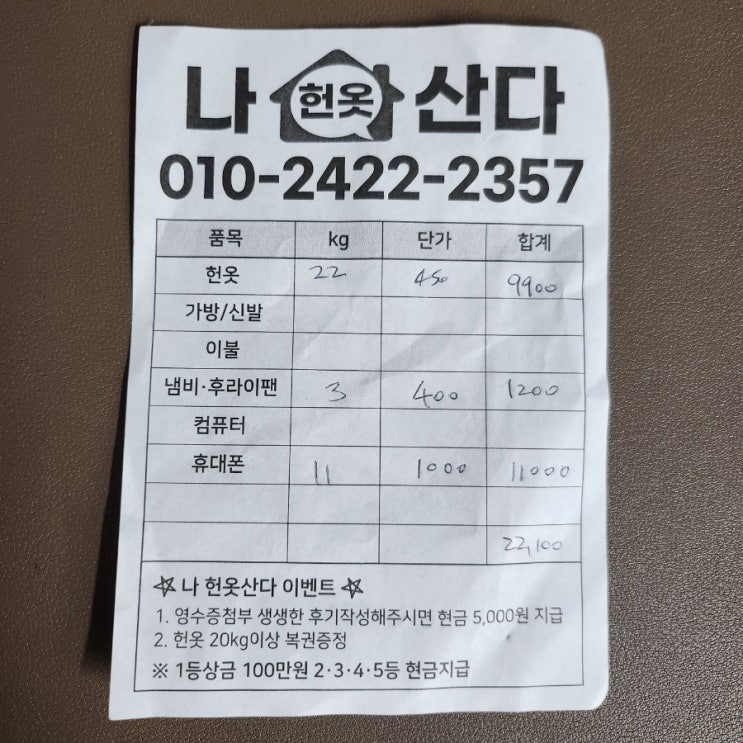 나 헌옷 산다
010-2422-2357
품목 kg 단가 합계
헌옷 22 450 9900
가방/신발
이불
냄비·후라이팬 3 400 1200
컴퓨터
휴대폰 11 1000 11000
22,100
☆ 나 헌옷산다 이벤트 ☆
1. 영수증첨부 생생한 후기작성해주시면 현금 5,000원 지급
2. 헌옷 20kg이상 복권증정
※ 1등상금 100만원 2·3·4·5등 현금지급